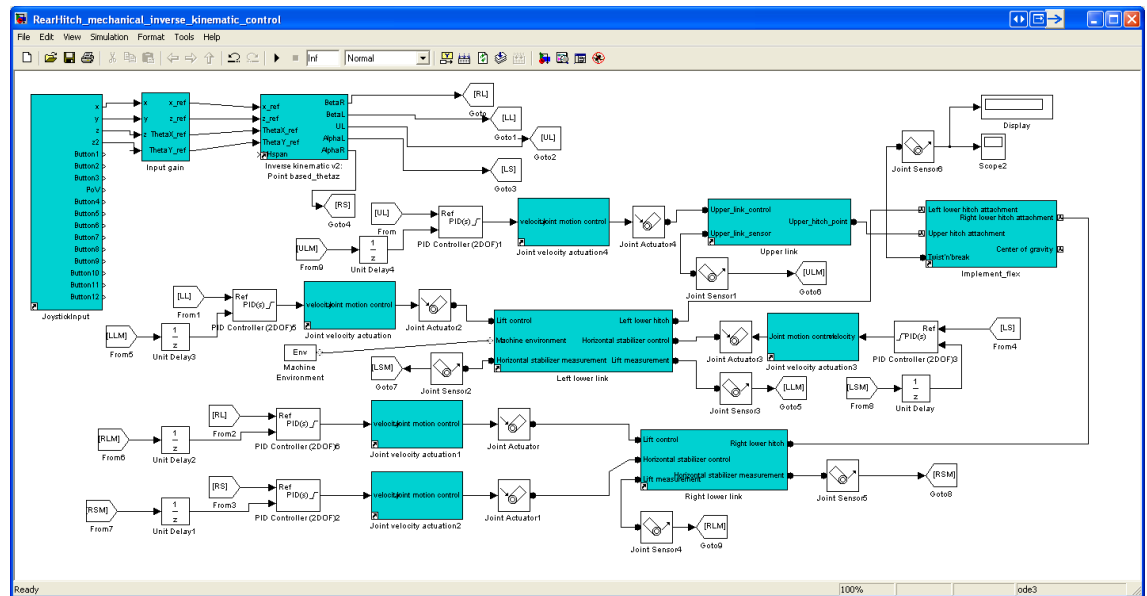 RearHitch_mechanical_inverse_kinematic_control
File Edit View Simulation Format Tools Help
Inf Normal
x
y
z
z2
Button1
Button2
Button3
PoV
Button4
Button5
Button6
Button7
Button8
Button9
Button10
Button11
Button12
JoystickInput
x x_ref
y z_ref
z ThetaX_ref
ThetaY_ref
Input gain
x_ref
z_ref
ThetaX_ref
ThetaY_ref
Hspan
BetaR
BetaL
UL
AlphaL
AlphaR
Inverse kinematic v2:
Point based_thetaz
[RL]
Goto
[LL]
Goto1
[UL]
Goto2
[LS]
Goto3
[RS]
Goto4
Display
Scope2
Joint Sensor6
[UL]
From
[ULM]
From9
1
z
Unit Delay4
Ref
PID(s)
PID Controller (2DOF)1
velocity
Joint motion control
Joint velocity actuation4
Joint Actuator4
Upper_link_control
Upper_link_sensor
Upper_hitch_point
Upper link
Joint Sensor1
[ULM]
Goto6
Left lower hitch attachment
Right lower hitch attachment
Upper hitch attachment
Center of gravity
Twist'n'break
Implement_flex
[LL]
From1
[LLM]
From5
1
z
Unit Delay3
Ref
PID(s)
PID Controller (2DOF)5
velocity
Joint motion control
Joint velocity actuation
Joint Actuator2
Env
Machine
Environment
Lift control
Machine environment
Horizontal stabilizer measurement
Left lower hitch
Horizontal stabilizer control
Lift measurement
Left lower link
[LSM]
Goto7
Joint Sensor2
Joint Actuator3
Joint motion control
velocity
Joint velocity actuation3
Ref
PID(s)
PID Controller (2DOF)3
[LS]
From4
Joint Sensor3
[LLM]
Goto5
[LSM]
From8
1
z
Unit Delay
[RL]
From2
[RLM]
From6
1
z
Unit Delay2
Ref
PID(s)
PID Controller (2DOF)6
velocity
Joint motion control
Joint velocity actuation1
Joint Actuator
Lift control
Horizontal stabilizer control
Lift measurement
Right lower hitch
Horizontal stabilizer measurement
Right lower link
Joint Sensor5
[RSM]
Goto8
[RS]
From3
[RSM]
From7
1
z
Unit Delay1
Ref
PID(s)
PID Controller (2DOF)2
velocity
Joint motion control
Joint velocity actuation2
Joint Actuator1
Joint Sensor4
[RLM]
Goto9
Ready 100% ode3